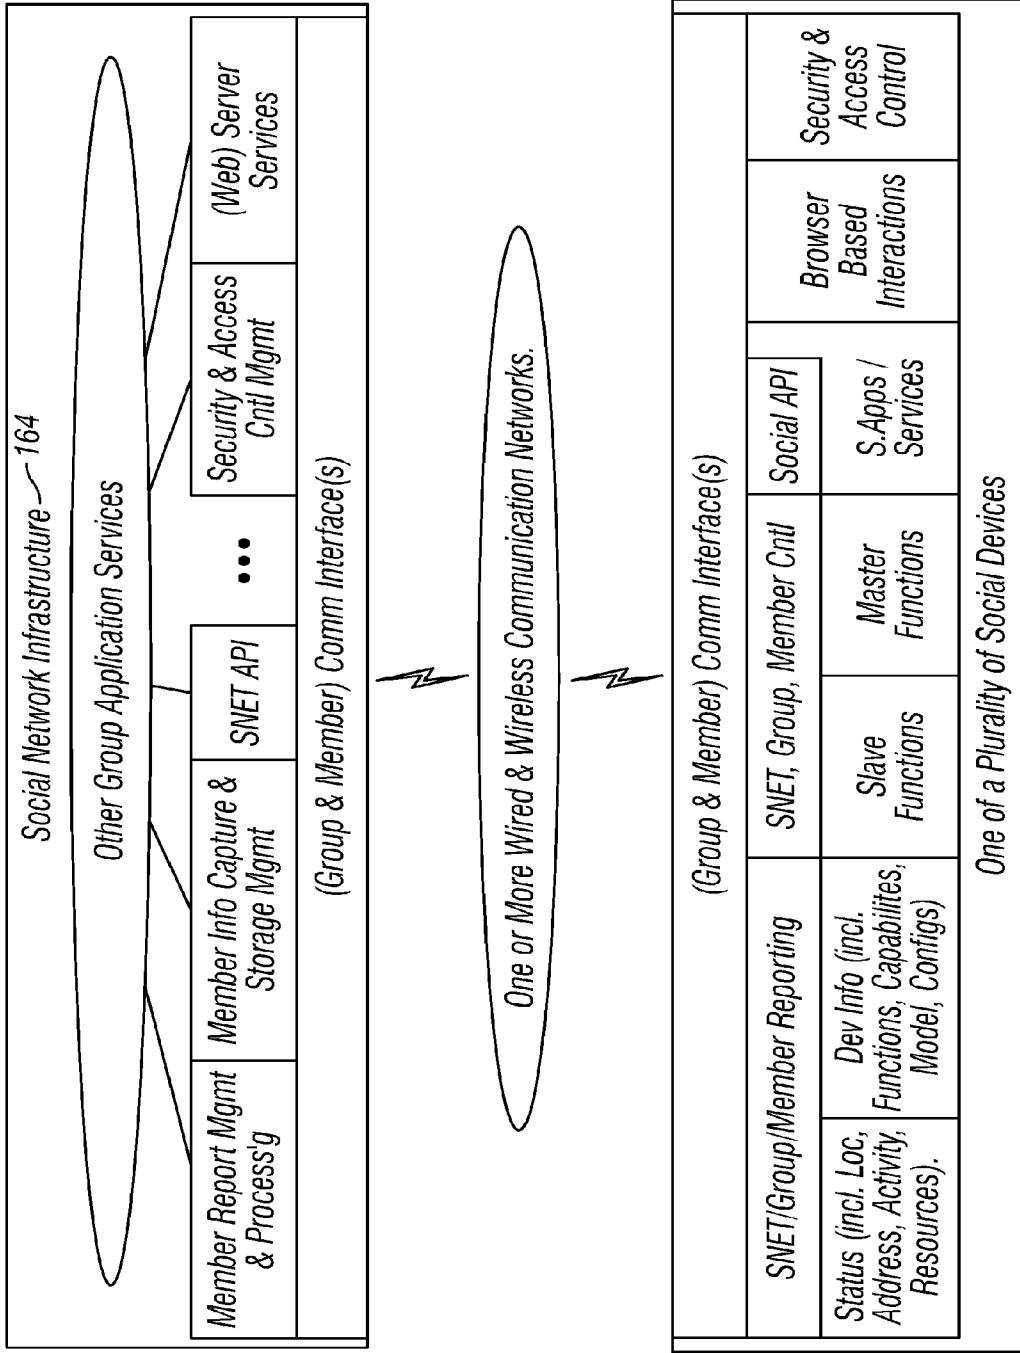 Social Network Infrastructure 164
Other Group Application Services
Member Report Mgmt
& Process'g
Member Info Capture &
Storage Mgmt
SNET API
•••
Security & Access
Cntl Mgmt
(Web) Server
Services
(Group & Member) Comm Interface(s)
One or More Wired & Wireless Communication Networks.
(Group & Member) Comm Interface(s)
SNET/Group/Member Reporting
Status (incl. Loc,
Address, Activity,
Resources).
Dev Info (incl.
Functions, Capabilites,
Model, Configs)
SNET, Group, Member Cntl
Slave
Functions
Master
Functions
Social API
S.Apps /
Services
Browser
Based
Interactions
Security &
Access
Control
One of a Plurality of Social Devices